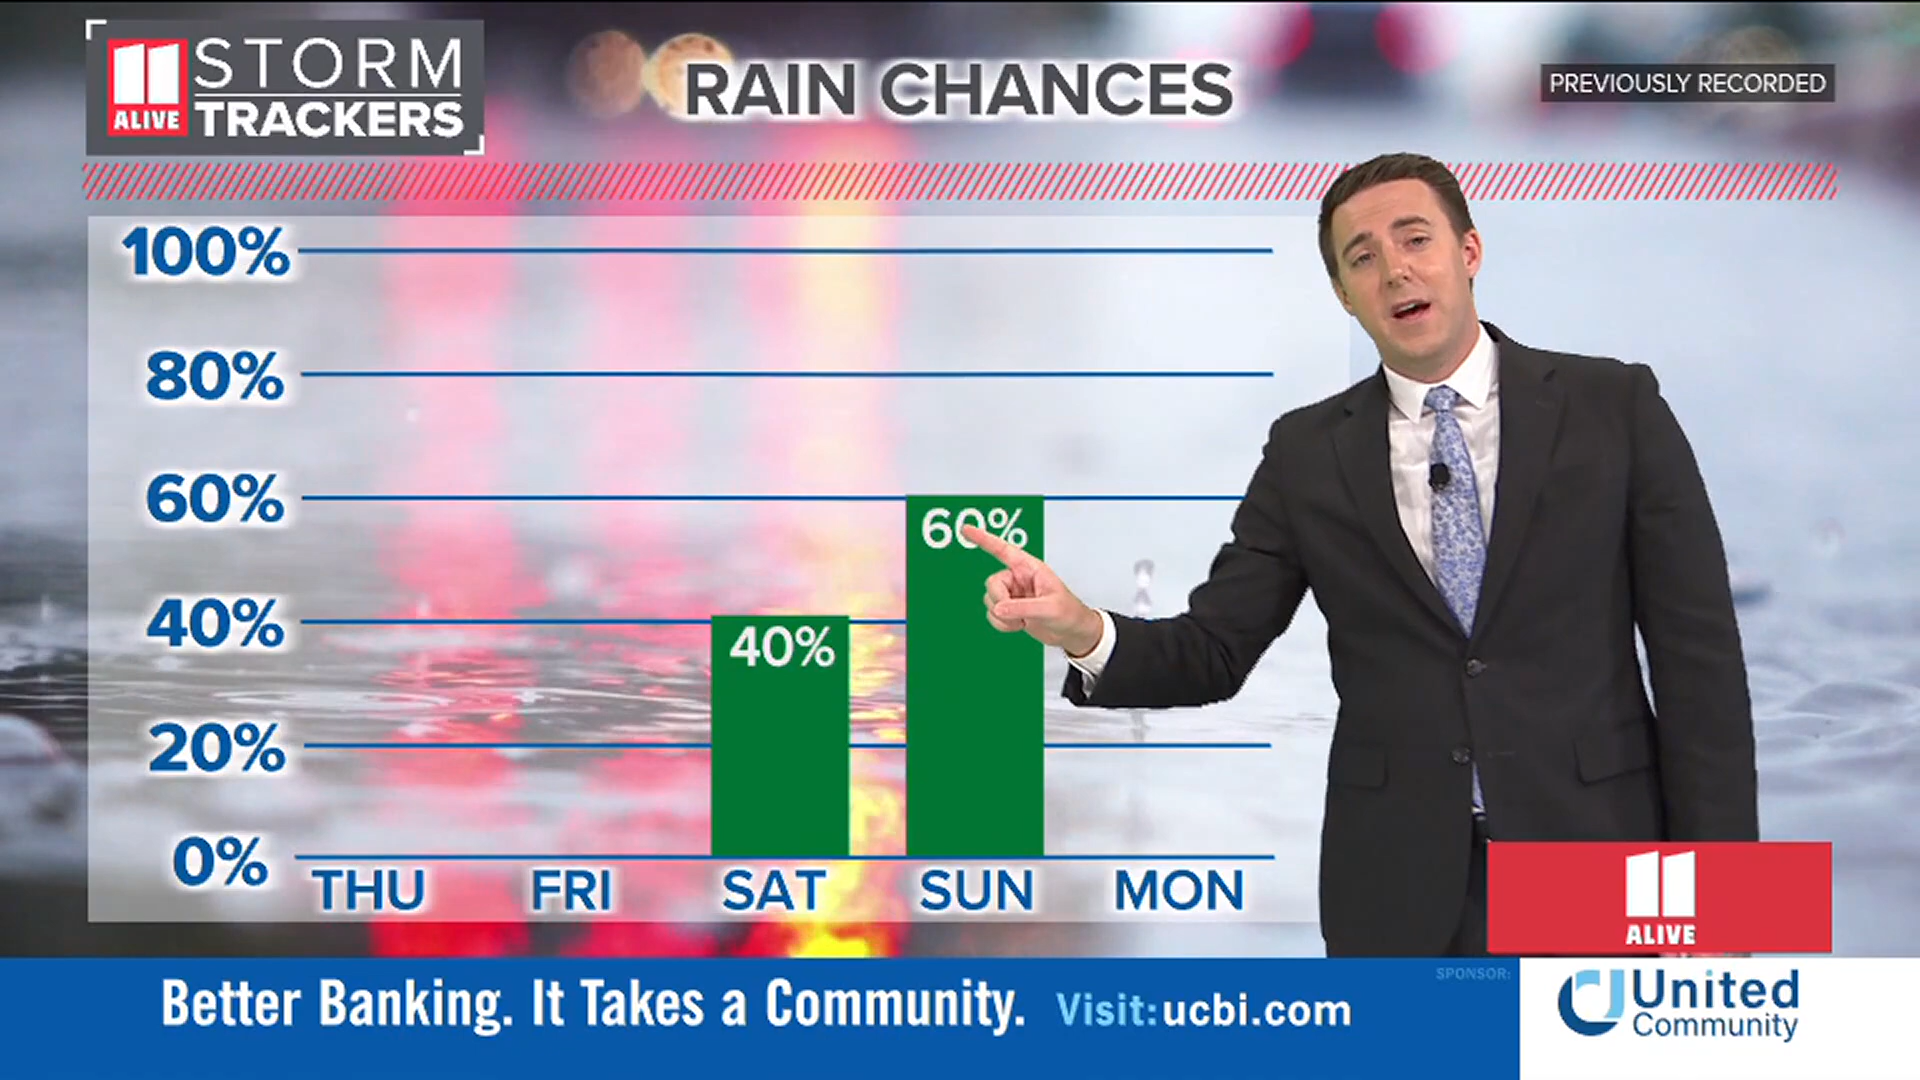 11
ALIVE
STORM
TRACKERS
RAIN CHANCES
PREVIOUSLY RECORDED
100%
80%
60%
40%
20%
0%
40%
60%
THU FRI SAT SUN MON
11
ALIVE
Better Banking. It Takes a Community. Visit: ucbi.com
SPONSOR:
United
Community